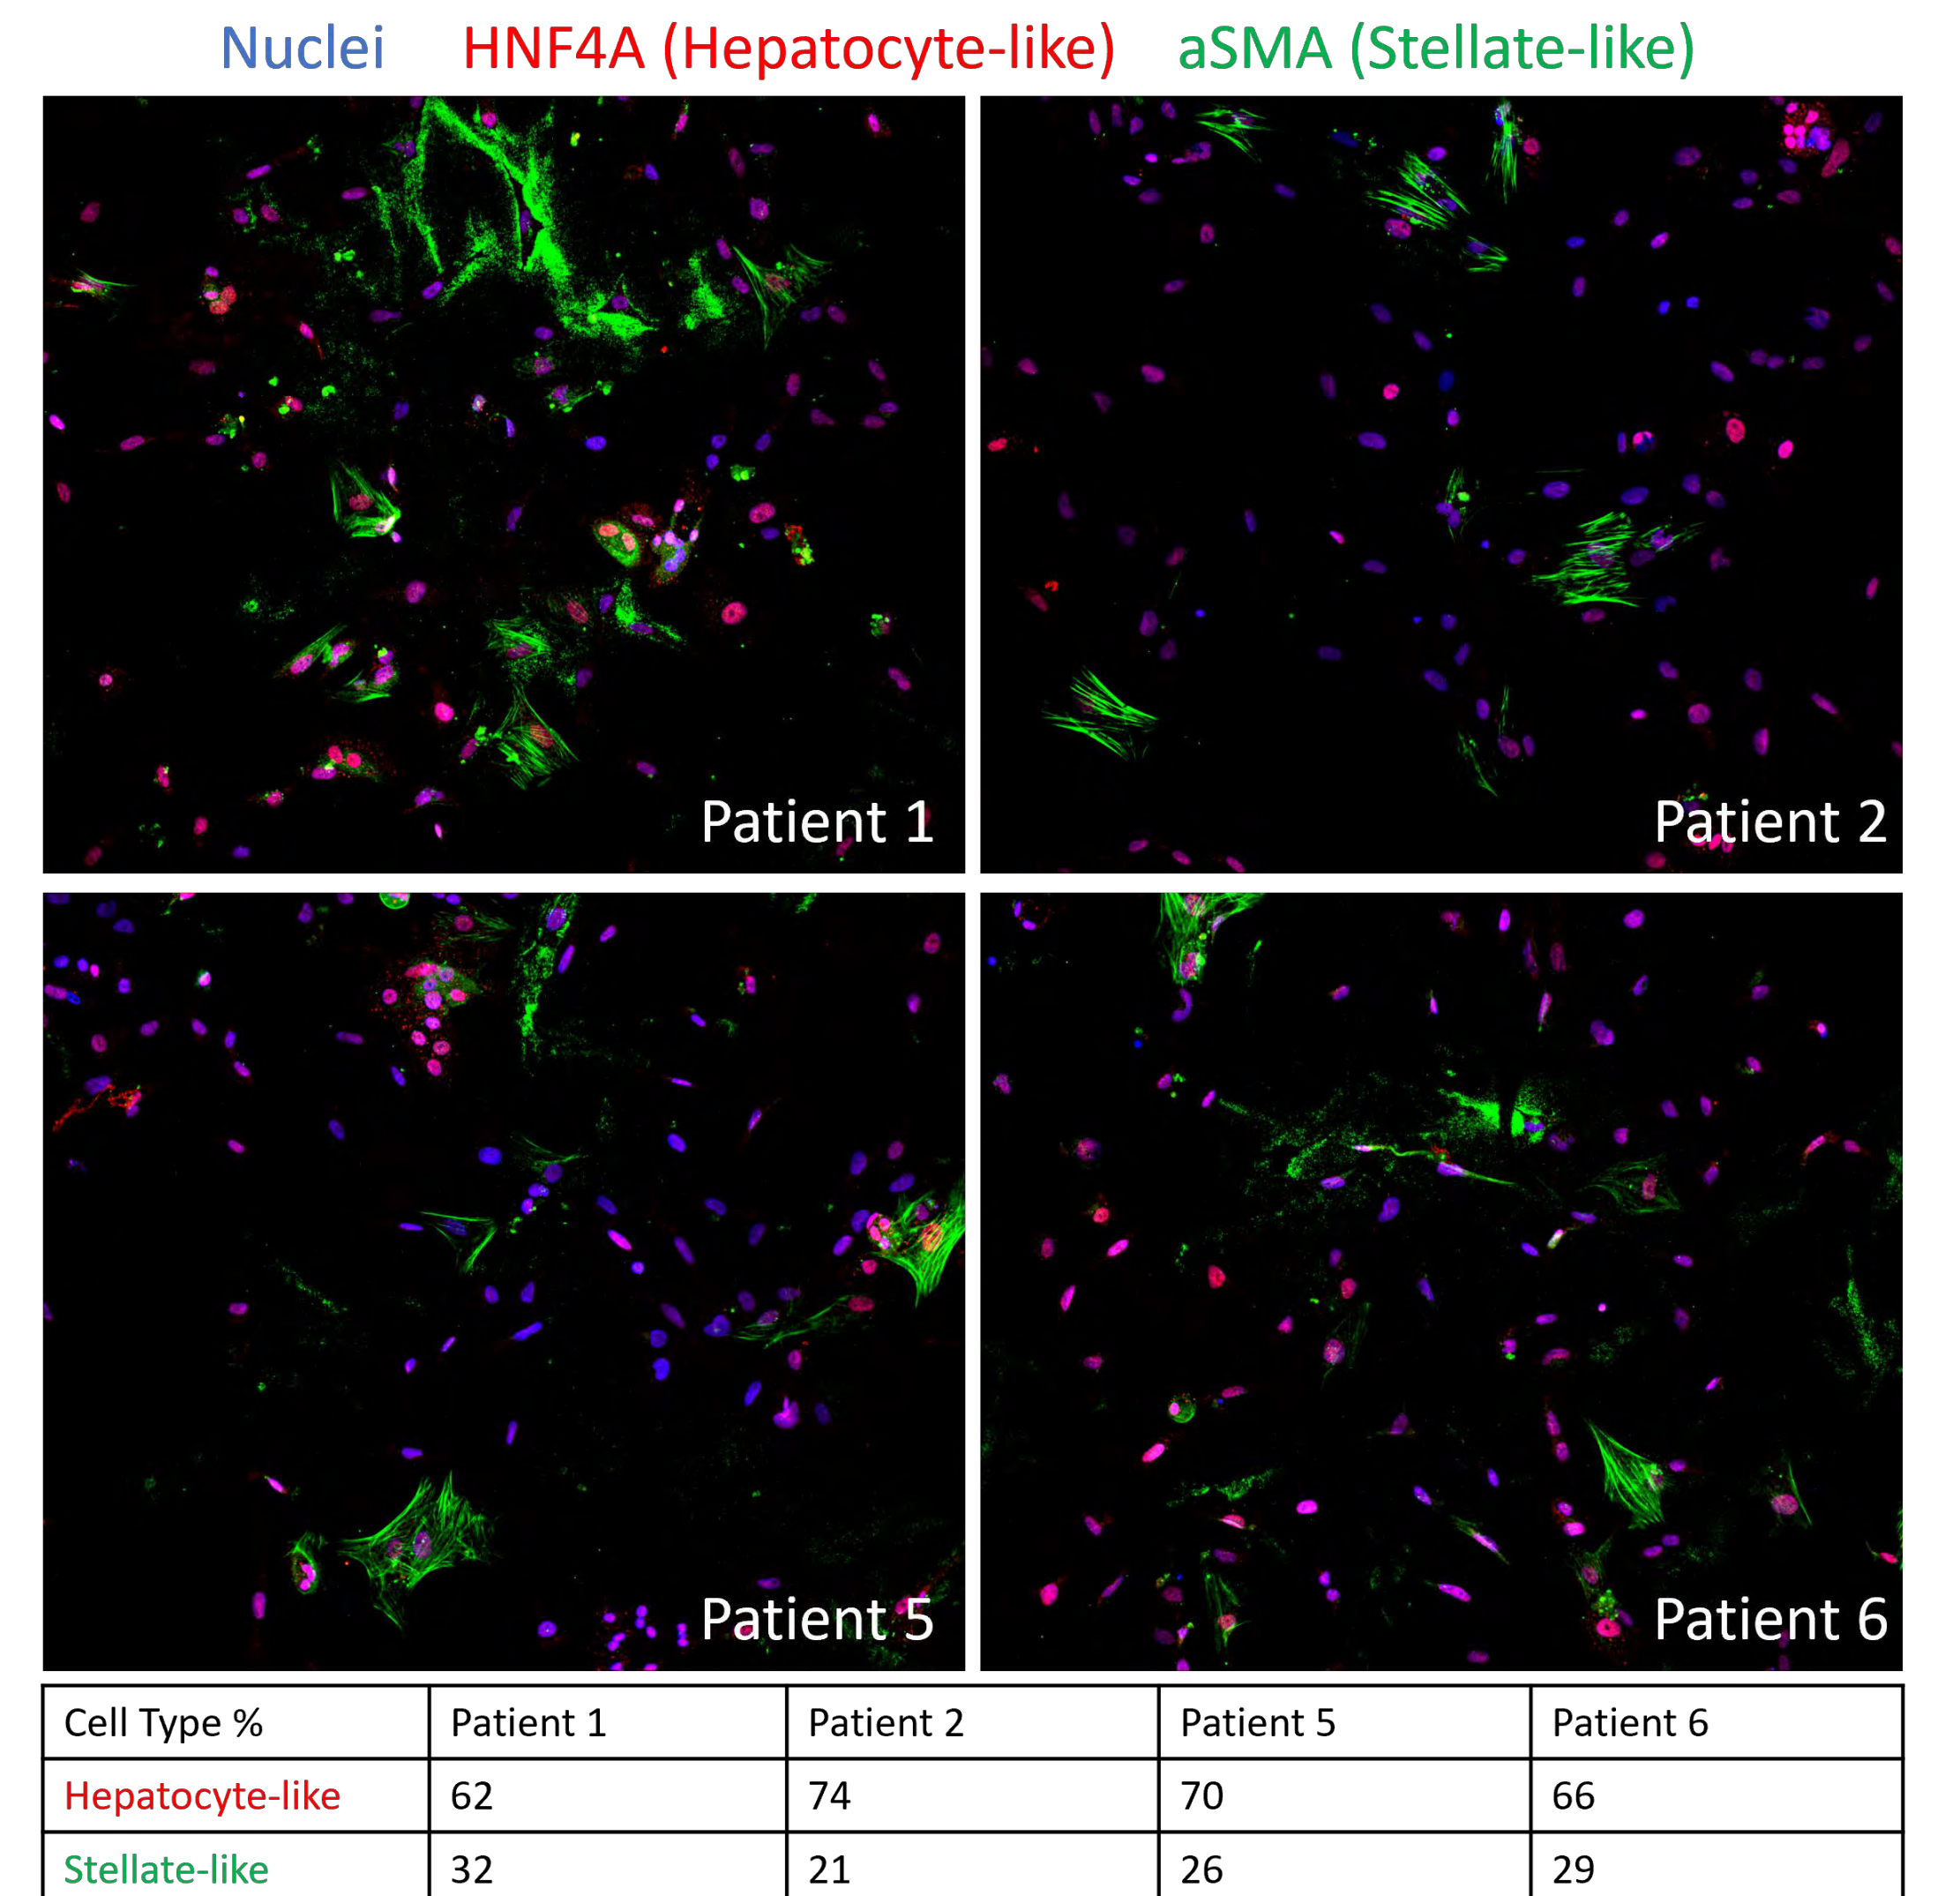 Nuclei HNF4A (Hepatocyte-like) aSMA (Stellate-like)
Patient 1
Patient 2
Patient 5
Patient 6
Cell Type % Patient 1 Patient 2 Patient 5 Patient 6
Hepatocyte-like 62 74 70 66
Stellate-like 32 21 26 29